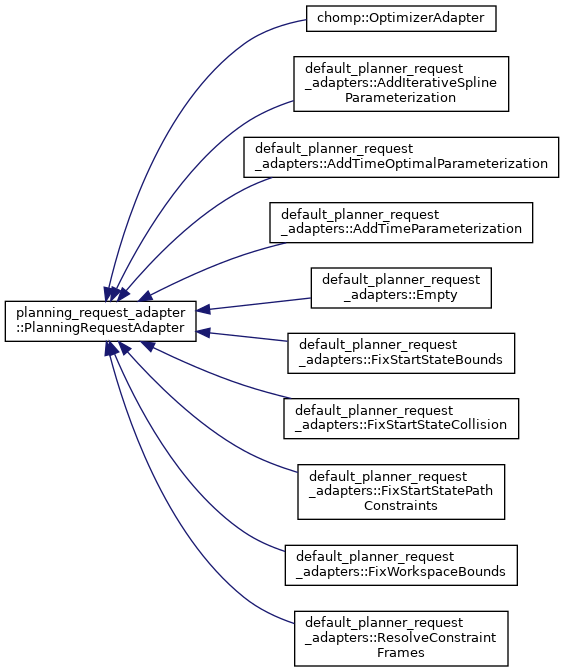 chomp::OptimizerAdapter
default_planner_request
_adapters::AddIterativeSpline
Parameterization
default_planner_request
_adapters::AddTimeOptimalParameterization
default_planner_request
_adapters::AddTimeParameterization
default_planner_request
_adapters::Empty
planning_request_adapter
::PlanningRequestAdapter
default_planner_request
_adapters::FixStartStateBounds
default_planner_request
_adapters::FixStartStateCollision
default_planner_request
_adapters::FixStartStatePath
Constraints
default_planner_request
_adapters::FixWorkspaceBounds
default_planner_request
_adapters::ResolveConstraint
Frames